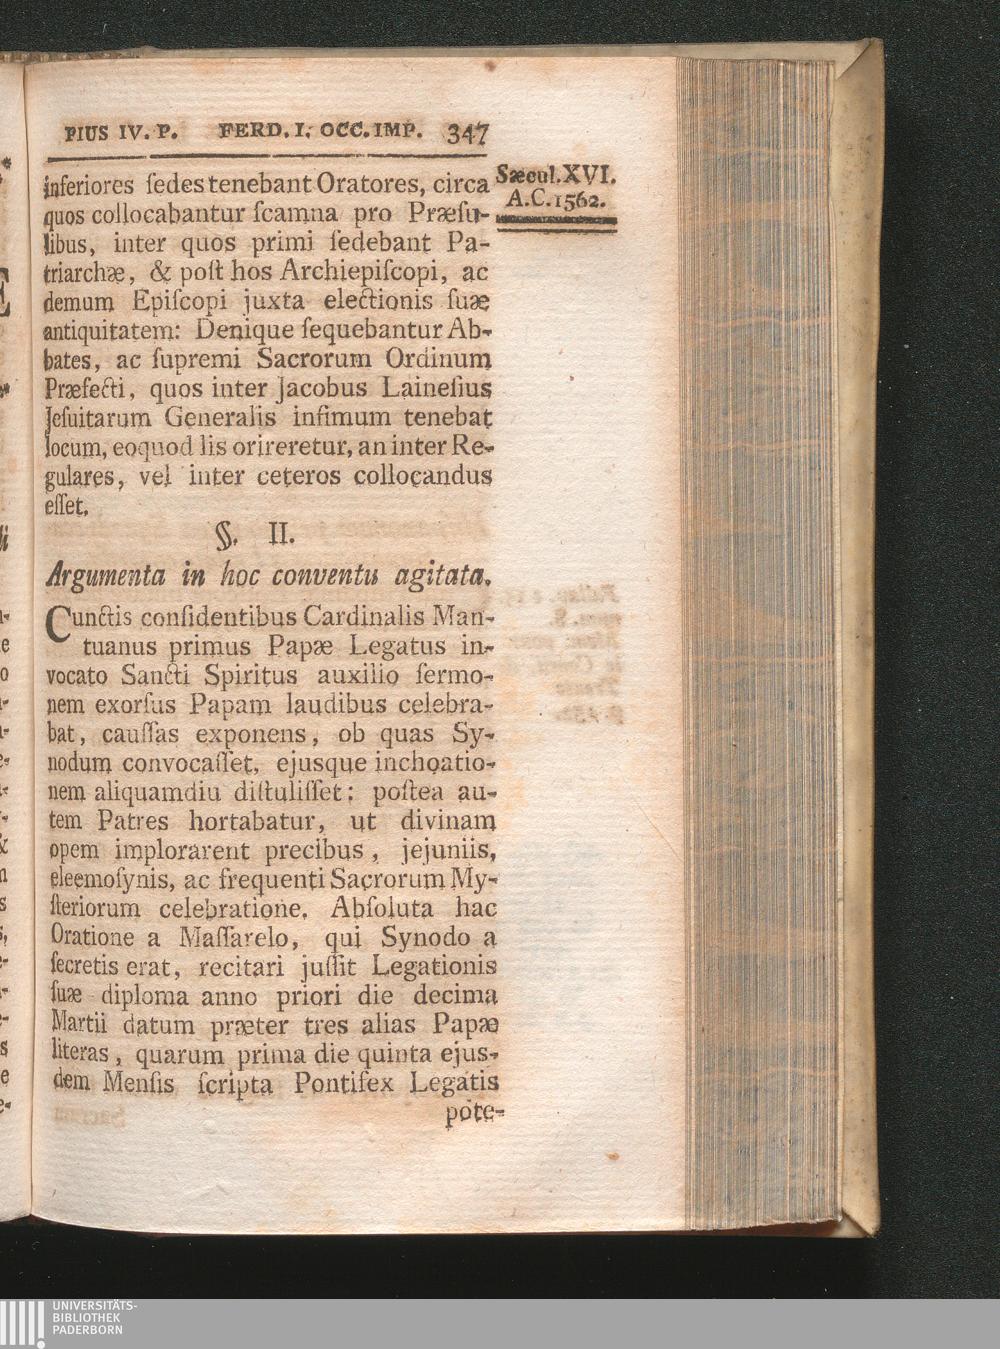 PIUS IV. P. FERD. I. OCC. IMP. 347
Sæcul. XVI.
A.C. 1562.
inferiores ſedes tenebant Oratores, circa
quos collocabantur ſcamna pro Præſu-
libus, inter quos primi ſedebant Pa-
triarchæ, & poſt hos Archiepiſcopi, ac
demum Epiſcopi juxta electionis ſuæ
antiquitatem: Denique ſequebantur Ab-
bates, ac ſupremi Sacrorum Ordinum
Præfecti, quos inter Jacobus Laineſius
Jeſuitarum Generalis infimum tenebat
locum, eoquod lis orireretur, an inter Re-
gulares, vel inter ceteros collocandus
eſſet.
§. II.
Argumenta in hoc conventu agitata.
Cunctis conſidentibus Cardinalis Man-
tuanus primus Papæ Legatus in-
vocato Sancti Spiritus auxilio ſermo-
nem exorſus Papam laudibus celebra-
bat, cauſſas exponens, ob quas Sy-
nodum convocaſſet, ejusque inchoatio-
nem aliquamdiu diſtuliſſet: poſtea au-
tem Patres hortabatur, ut divinam
opem implorarent precibus, jejuniis,
eleemoſynis, ac frequenti Sacrorum My-
ſteriorum celebratione. Abſoluta hac
Oratione a Maſſarelo, qui Synodo a
ſecretis erat, recitari juſſit Legationis
ſuæ diploma anno priori die decima
Martii datum præter tres alias Papæ
literas, quarum prima die quinta ejus-
dem Menſis ſcripta Pontifex Legatis
pote-
UNIVERSITÄTS-
BIBLIOTHEK
PADERBORN